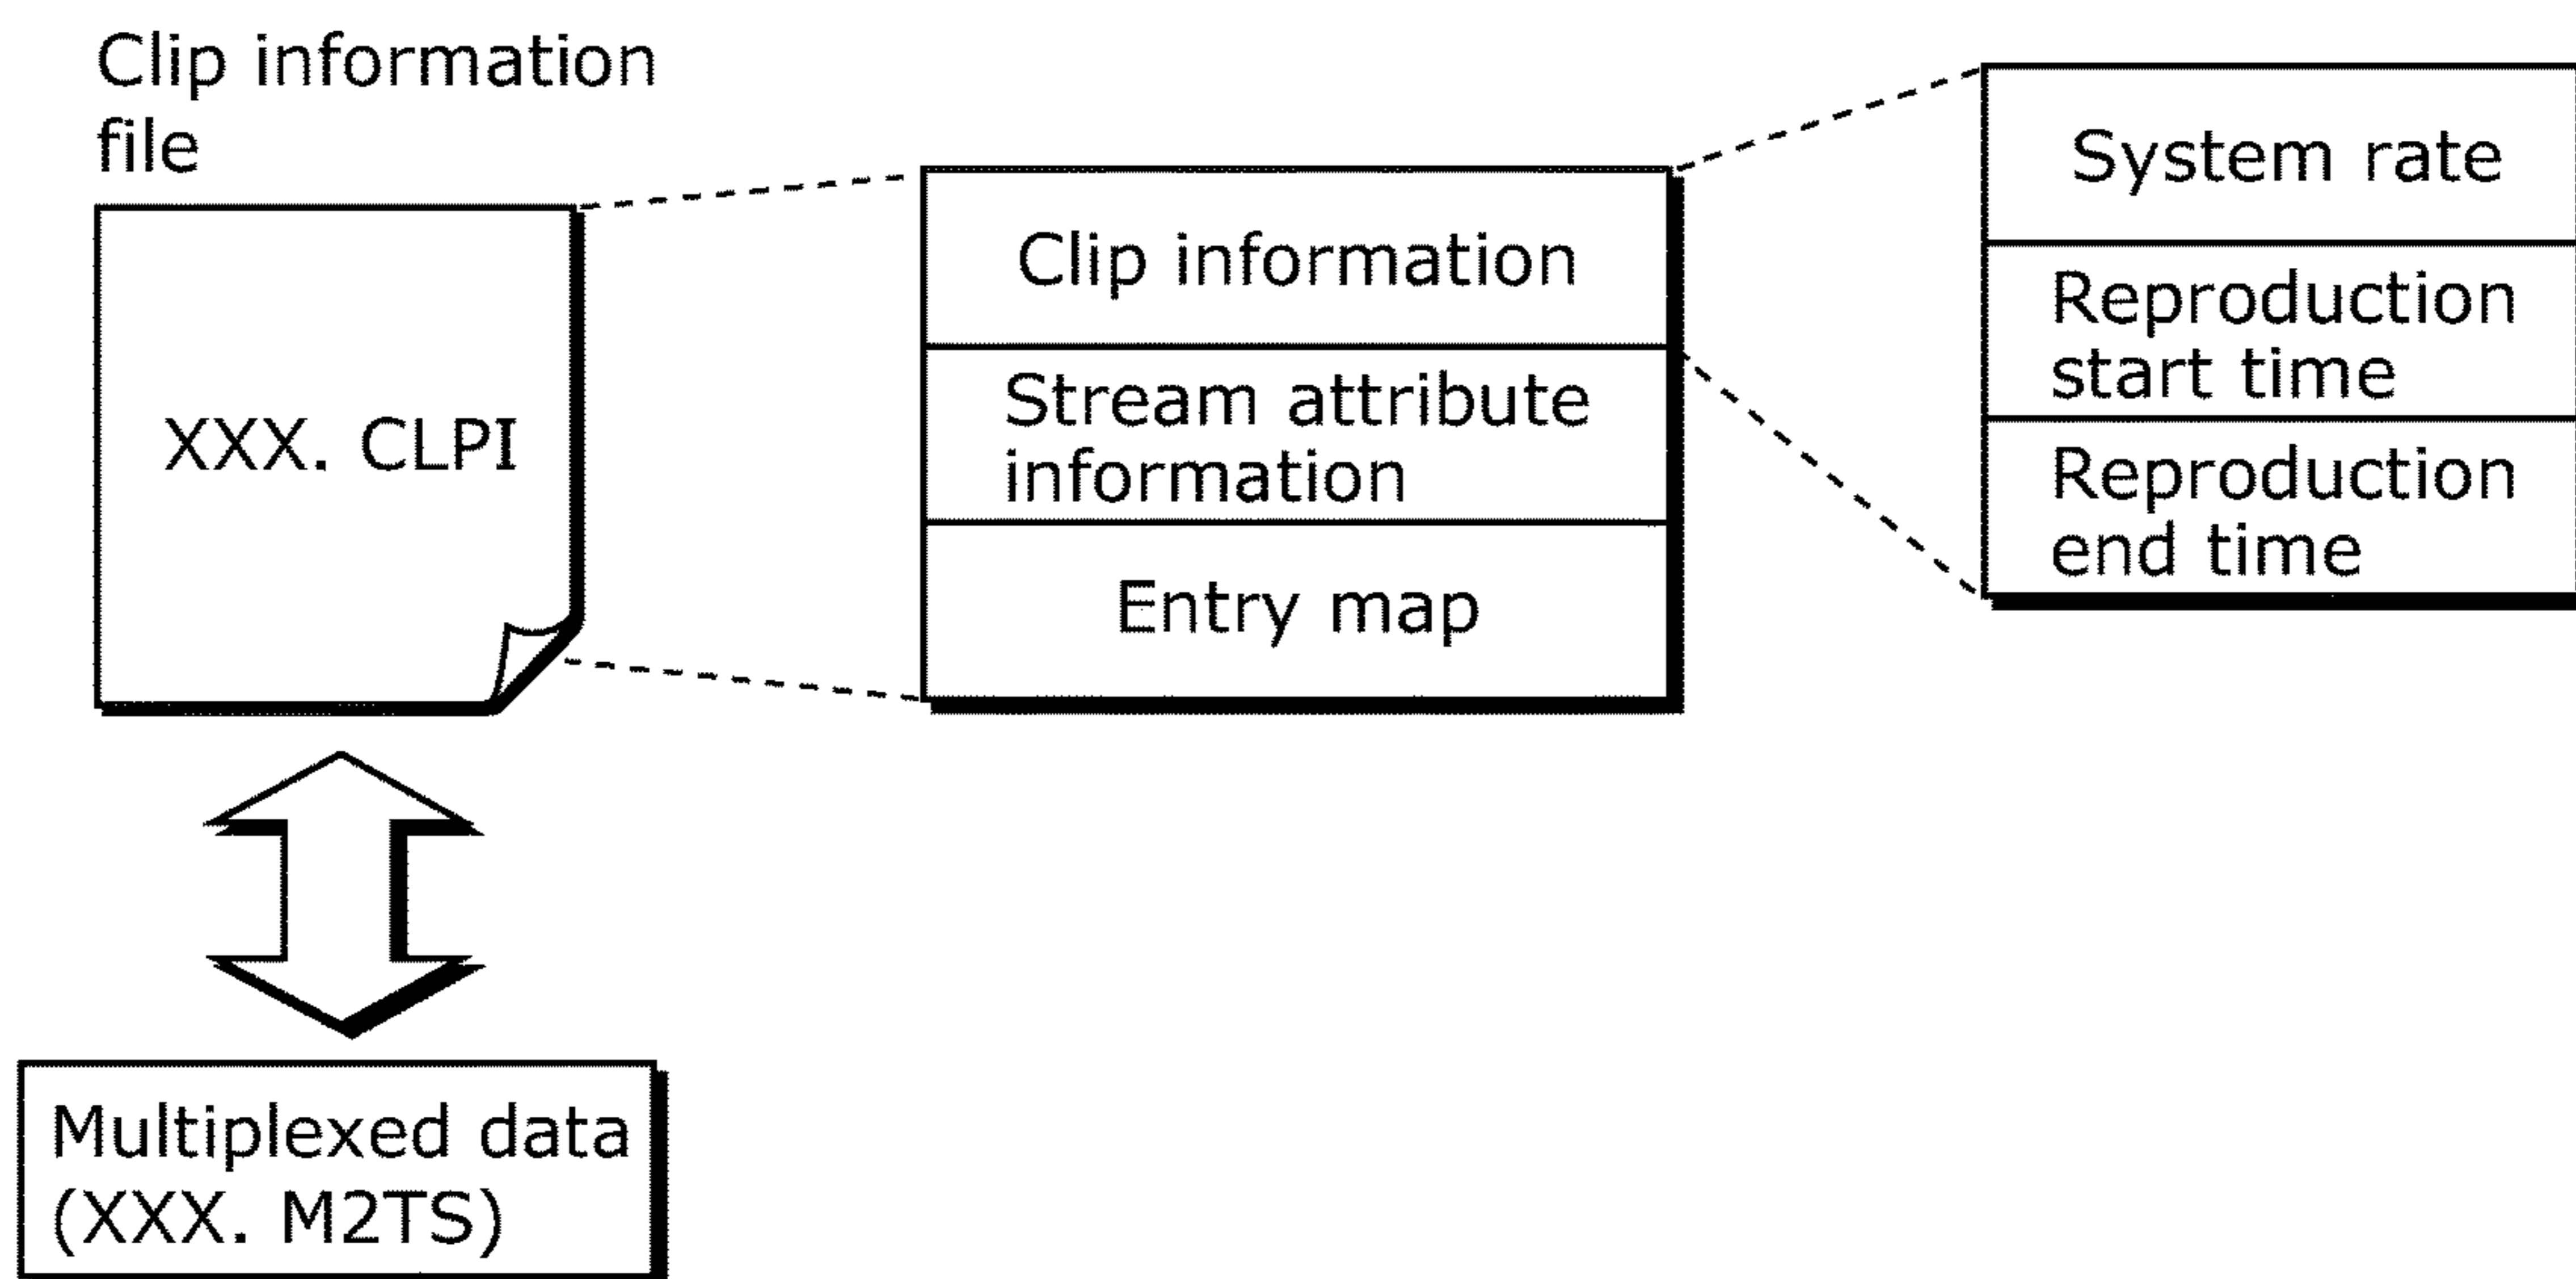 Clip information
file
XXX. CLPI
Clip information
Stream attribute
information
Entry map
System rate
Reproduction
start time
Reproduction
end time
Multiplexed data
(XXX. M2TS)